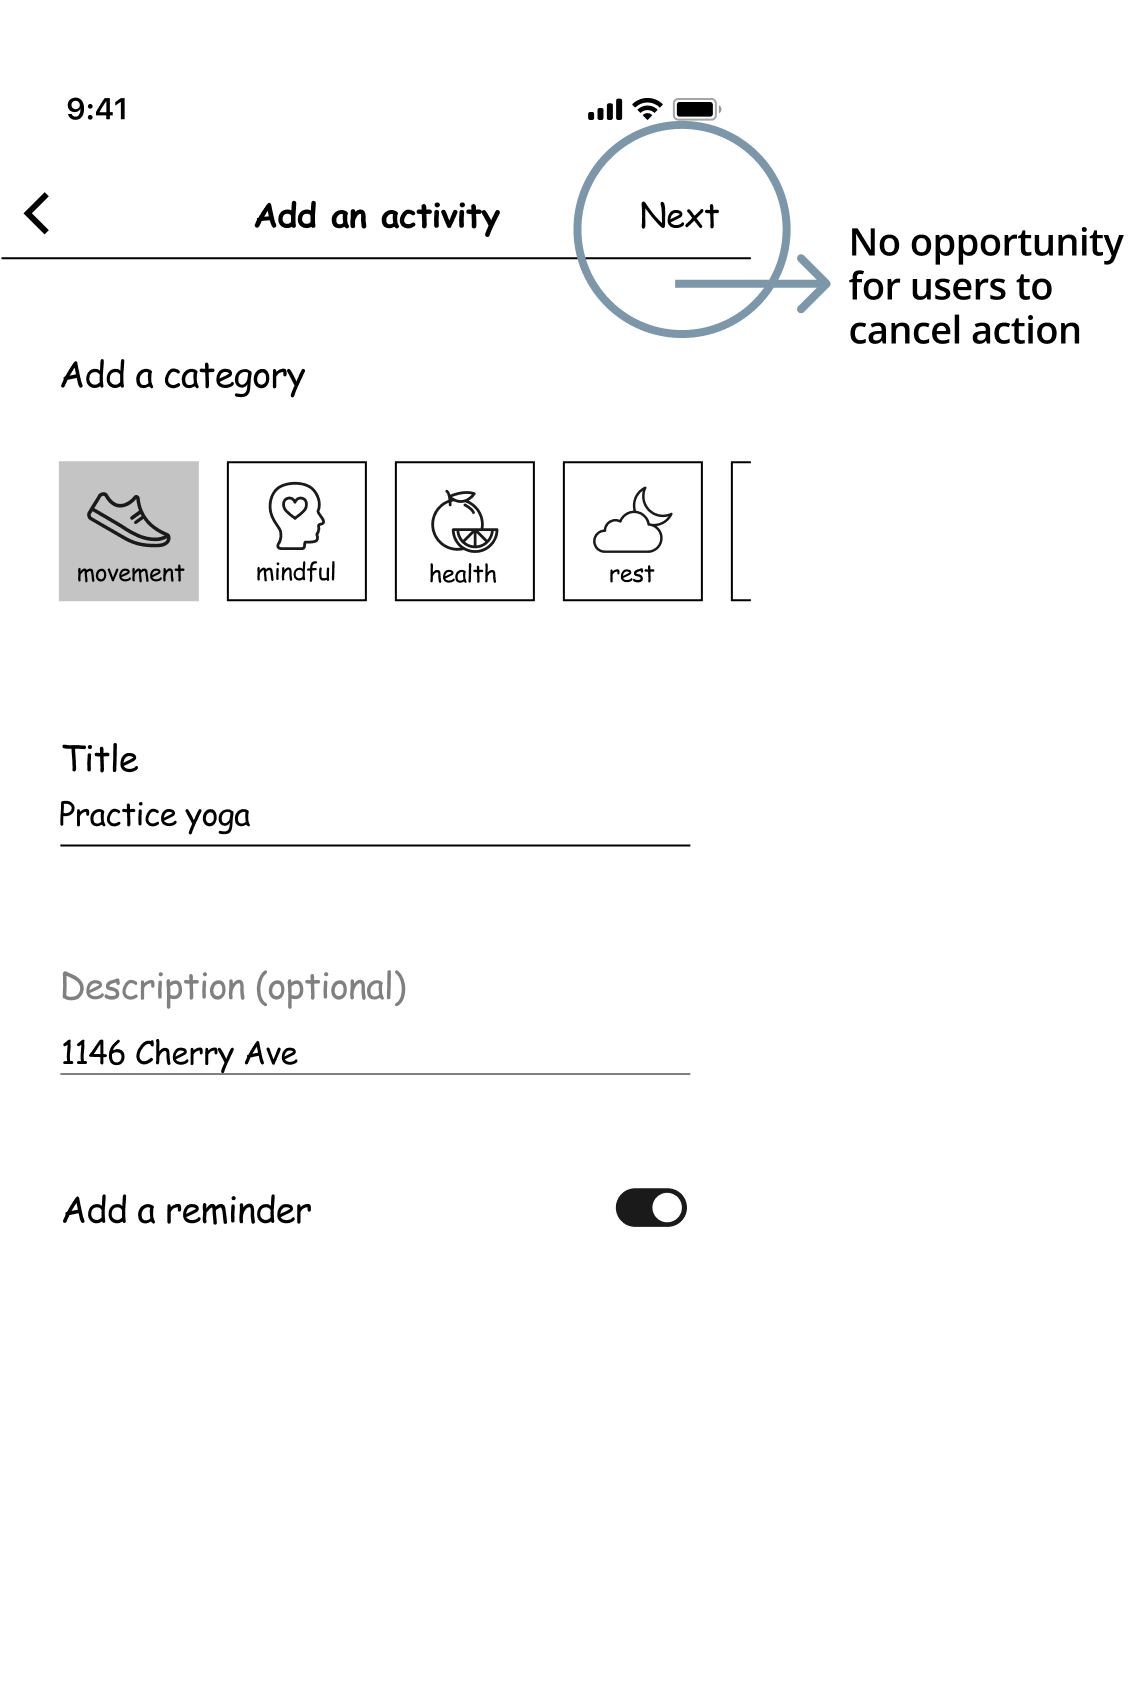 9:41
Add an activity
Next
No opportunity
for users to
cancel action
Add a category
movement
mindful
health
rest
Title
Practice yoga
Description (optional)
1146 Cherry Ave
Add a reminder